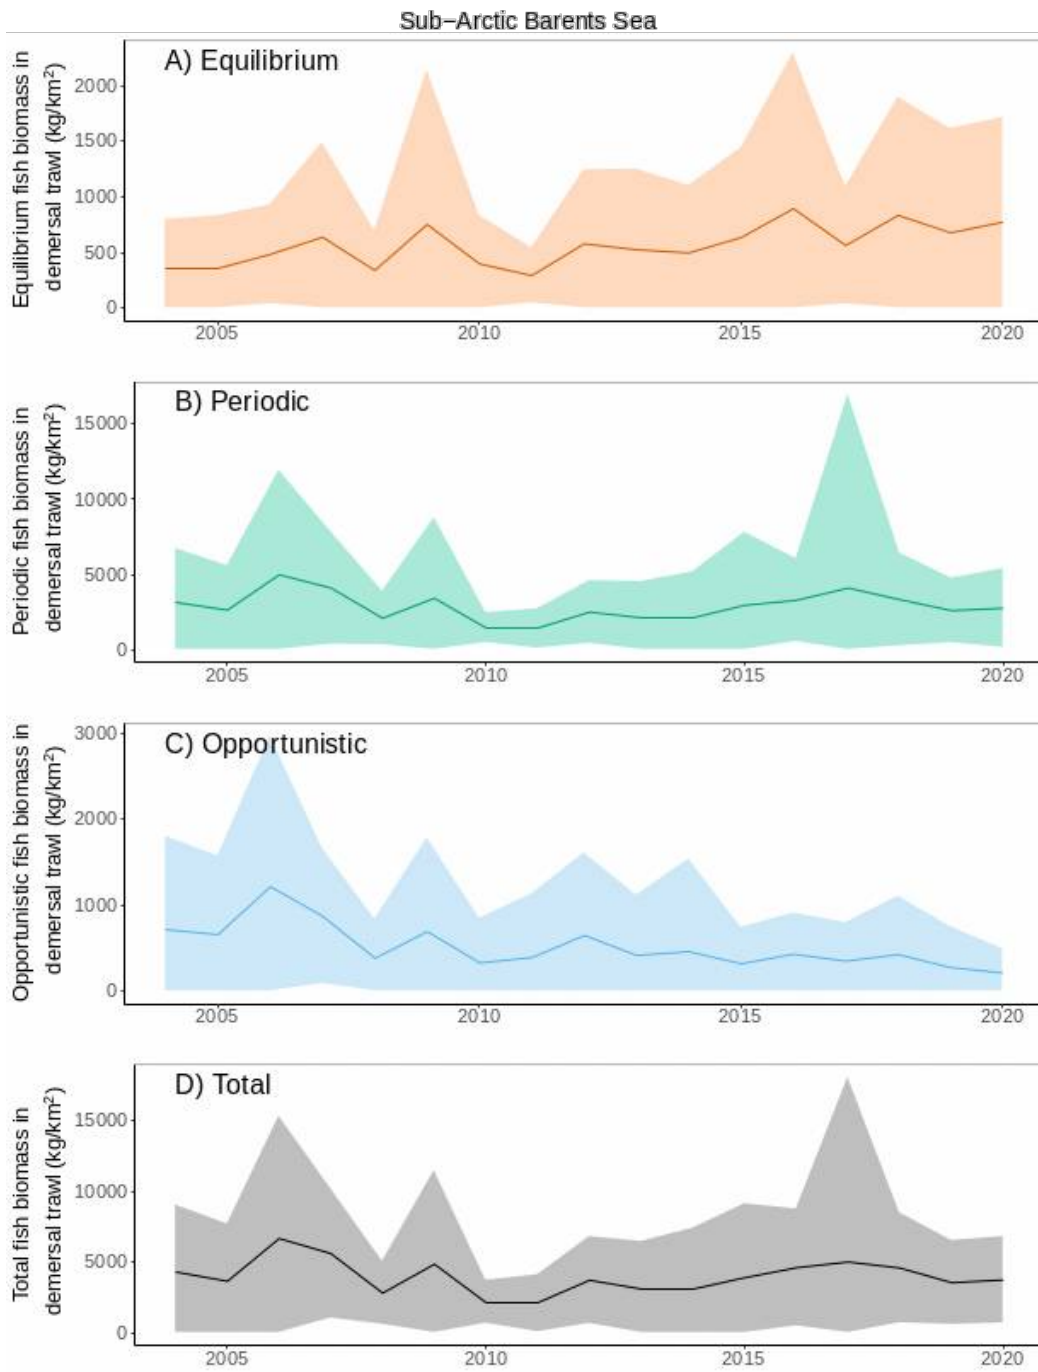 Sub−Arctic Barents Sea
A) Equilibrium
Equilibrium fish biomass in
demersal trawl (kg/km²)
2000
1500
1000
500
0
2005 2010 2015 2020
B) Periodic
Periodic fish biomass in
demersal trawl (kg/km²)
15000
10000
5000
0
2005 2010 2015 2020
C) Opportunistic
Opportunistic fish biomass in
demersal trawl (kg/km²)
3000
2000
1000
0
2005 2010 2015 2020
D) Total
Total fish biomass in
demersal trawl (kg/km²)
15000
10000
5000
0
2005 2010 2015 2020